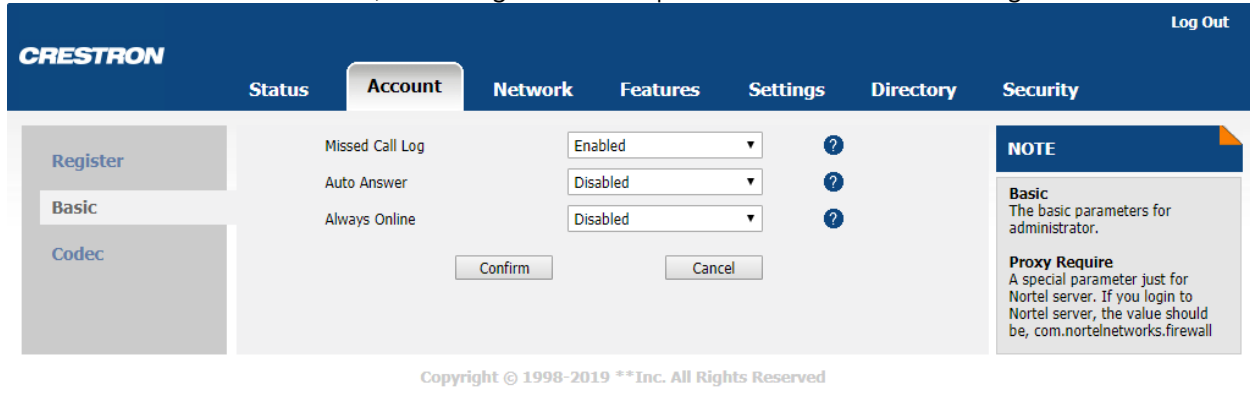 Log Out
CRESTRON
Status Account Network Features Settings Directory Security
Register
Basic
Codec
Missed Call Log Enabled ?
Auto Answer Disabled ?
Always Online Disabled ?
Confirm Cancel
NOTE
Basic
The basic parameters for
administrator.
Proxy Require
A special parameter just for
Nortel server. If you login to
Nortel server, the value should
be, com.nortelnetworks.firewall
Copyright © 1998-2019 **Inc. All Rights Reserved